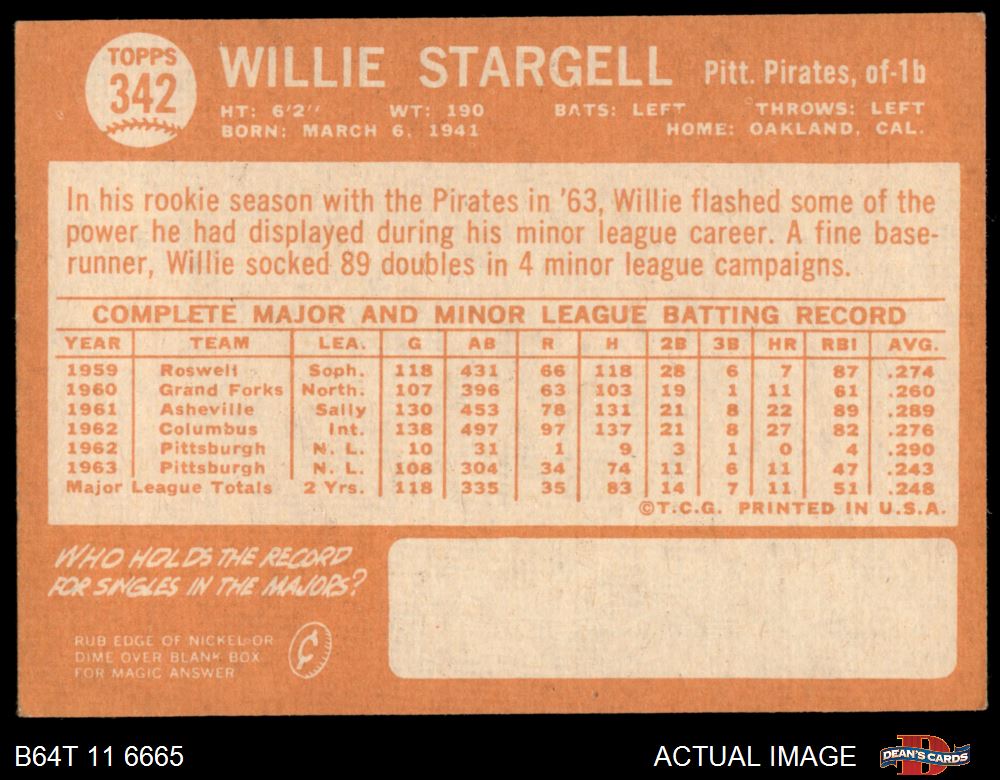 TOPPS
342
WILLIE STARGELL Pitt. Pirates, of-1b
HT: 6'2" WT: 190 BATS: LEFT THROWS: LEFT
BORN: MARCH 6, 1941 HOME: OAKLAND, CAL.
In his rookie season with the Pirates in '63, Willie flashed some of the
power he had displayed during his minor league career. A fine base-
runner, Willie socked 89 doubles in 4 minor league campaigns.
COMPLETE MAJOR AND MINOR LEAGUE BATTING RECORD
YEAR TEAM LEA. G AB R H 2B 3B HR RBI AVG.
1959 Roswell Soph. 118 431 66 118 28 6 7 87 .274
1960 Grand Forks North. 107 396 63 103 19 1 11 61 .260
1961 Asheville Sally 130 453 78 131 21 8 22 89 .289
1962 Columbus Int. 138 497 97 137 21 8 27 82 .276
1962 Pittsburgh N. L. 10 31 1 9 3 1 0 4 .290
1963 Pittsburgh N. L. 108 304 34 74 11 6 11 47 .243
Major League Totals 2 Yrs. 118 335 35 83 14 7 11 51 .248
©T.C.G. PRINTED IN U.S.A.
WHO HOLDS THE RECORD
FOR SINGLES IN THE MAJORS?
RUB EDGE OF NICKEL OR
DIME OVER BLANK BOX
FOR MAGIC ANSWER
B64T 11 6665 ACTUAL IMAGE DEAN'S CARDS